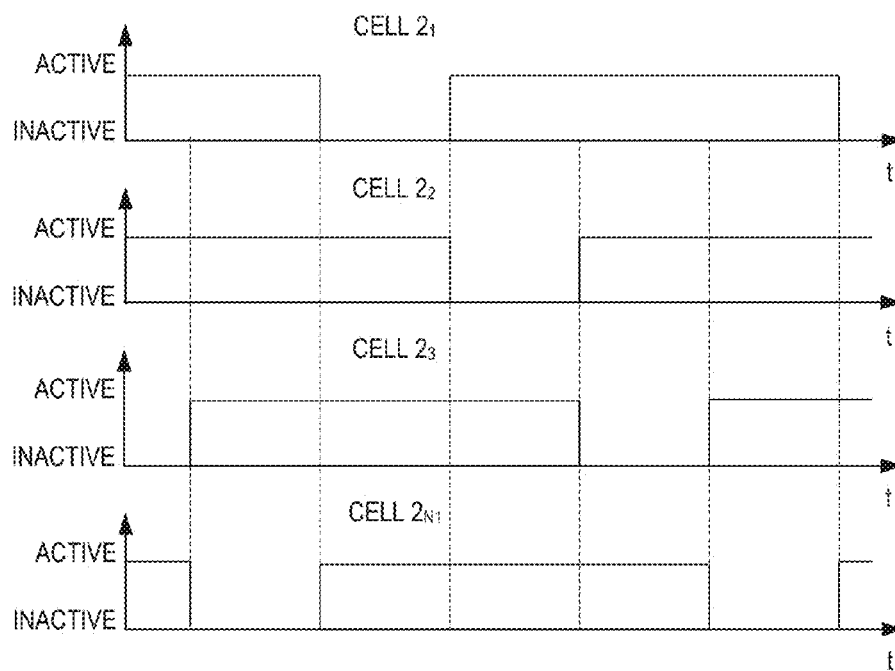 CELL 2₁
ACTIVE
INACTIVE
t
CELL 2₂
ACTIVE
INACTIVE
t
CELL 2₃
ACTIVE
INACTIVE
t
CELL 2N1
ACTIVE
INACTIVE
t